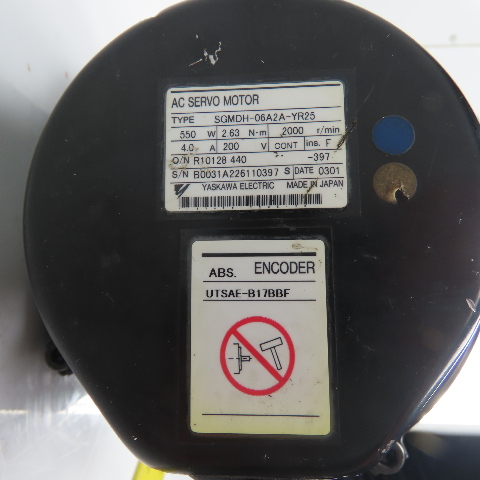 AC SERVO MOTOR
TYPE SGMDH-06A2A-YR25
550 W 2.63 N·m 2000 r/min
4.0 A 200 V CONT ins. F
O/N R10128 440 -397
S/N B0031A226110397 S DATE 0301
YASKAWA ELECTRIC MADE IN JAPAN
ABS. ENCODER
UTSAE-B17BBF